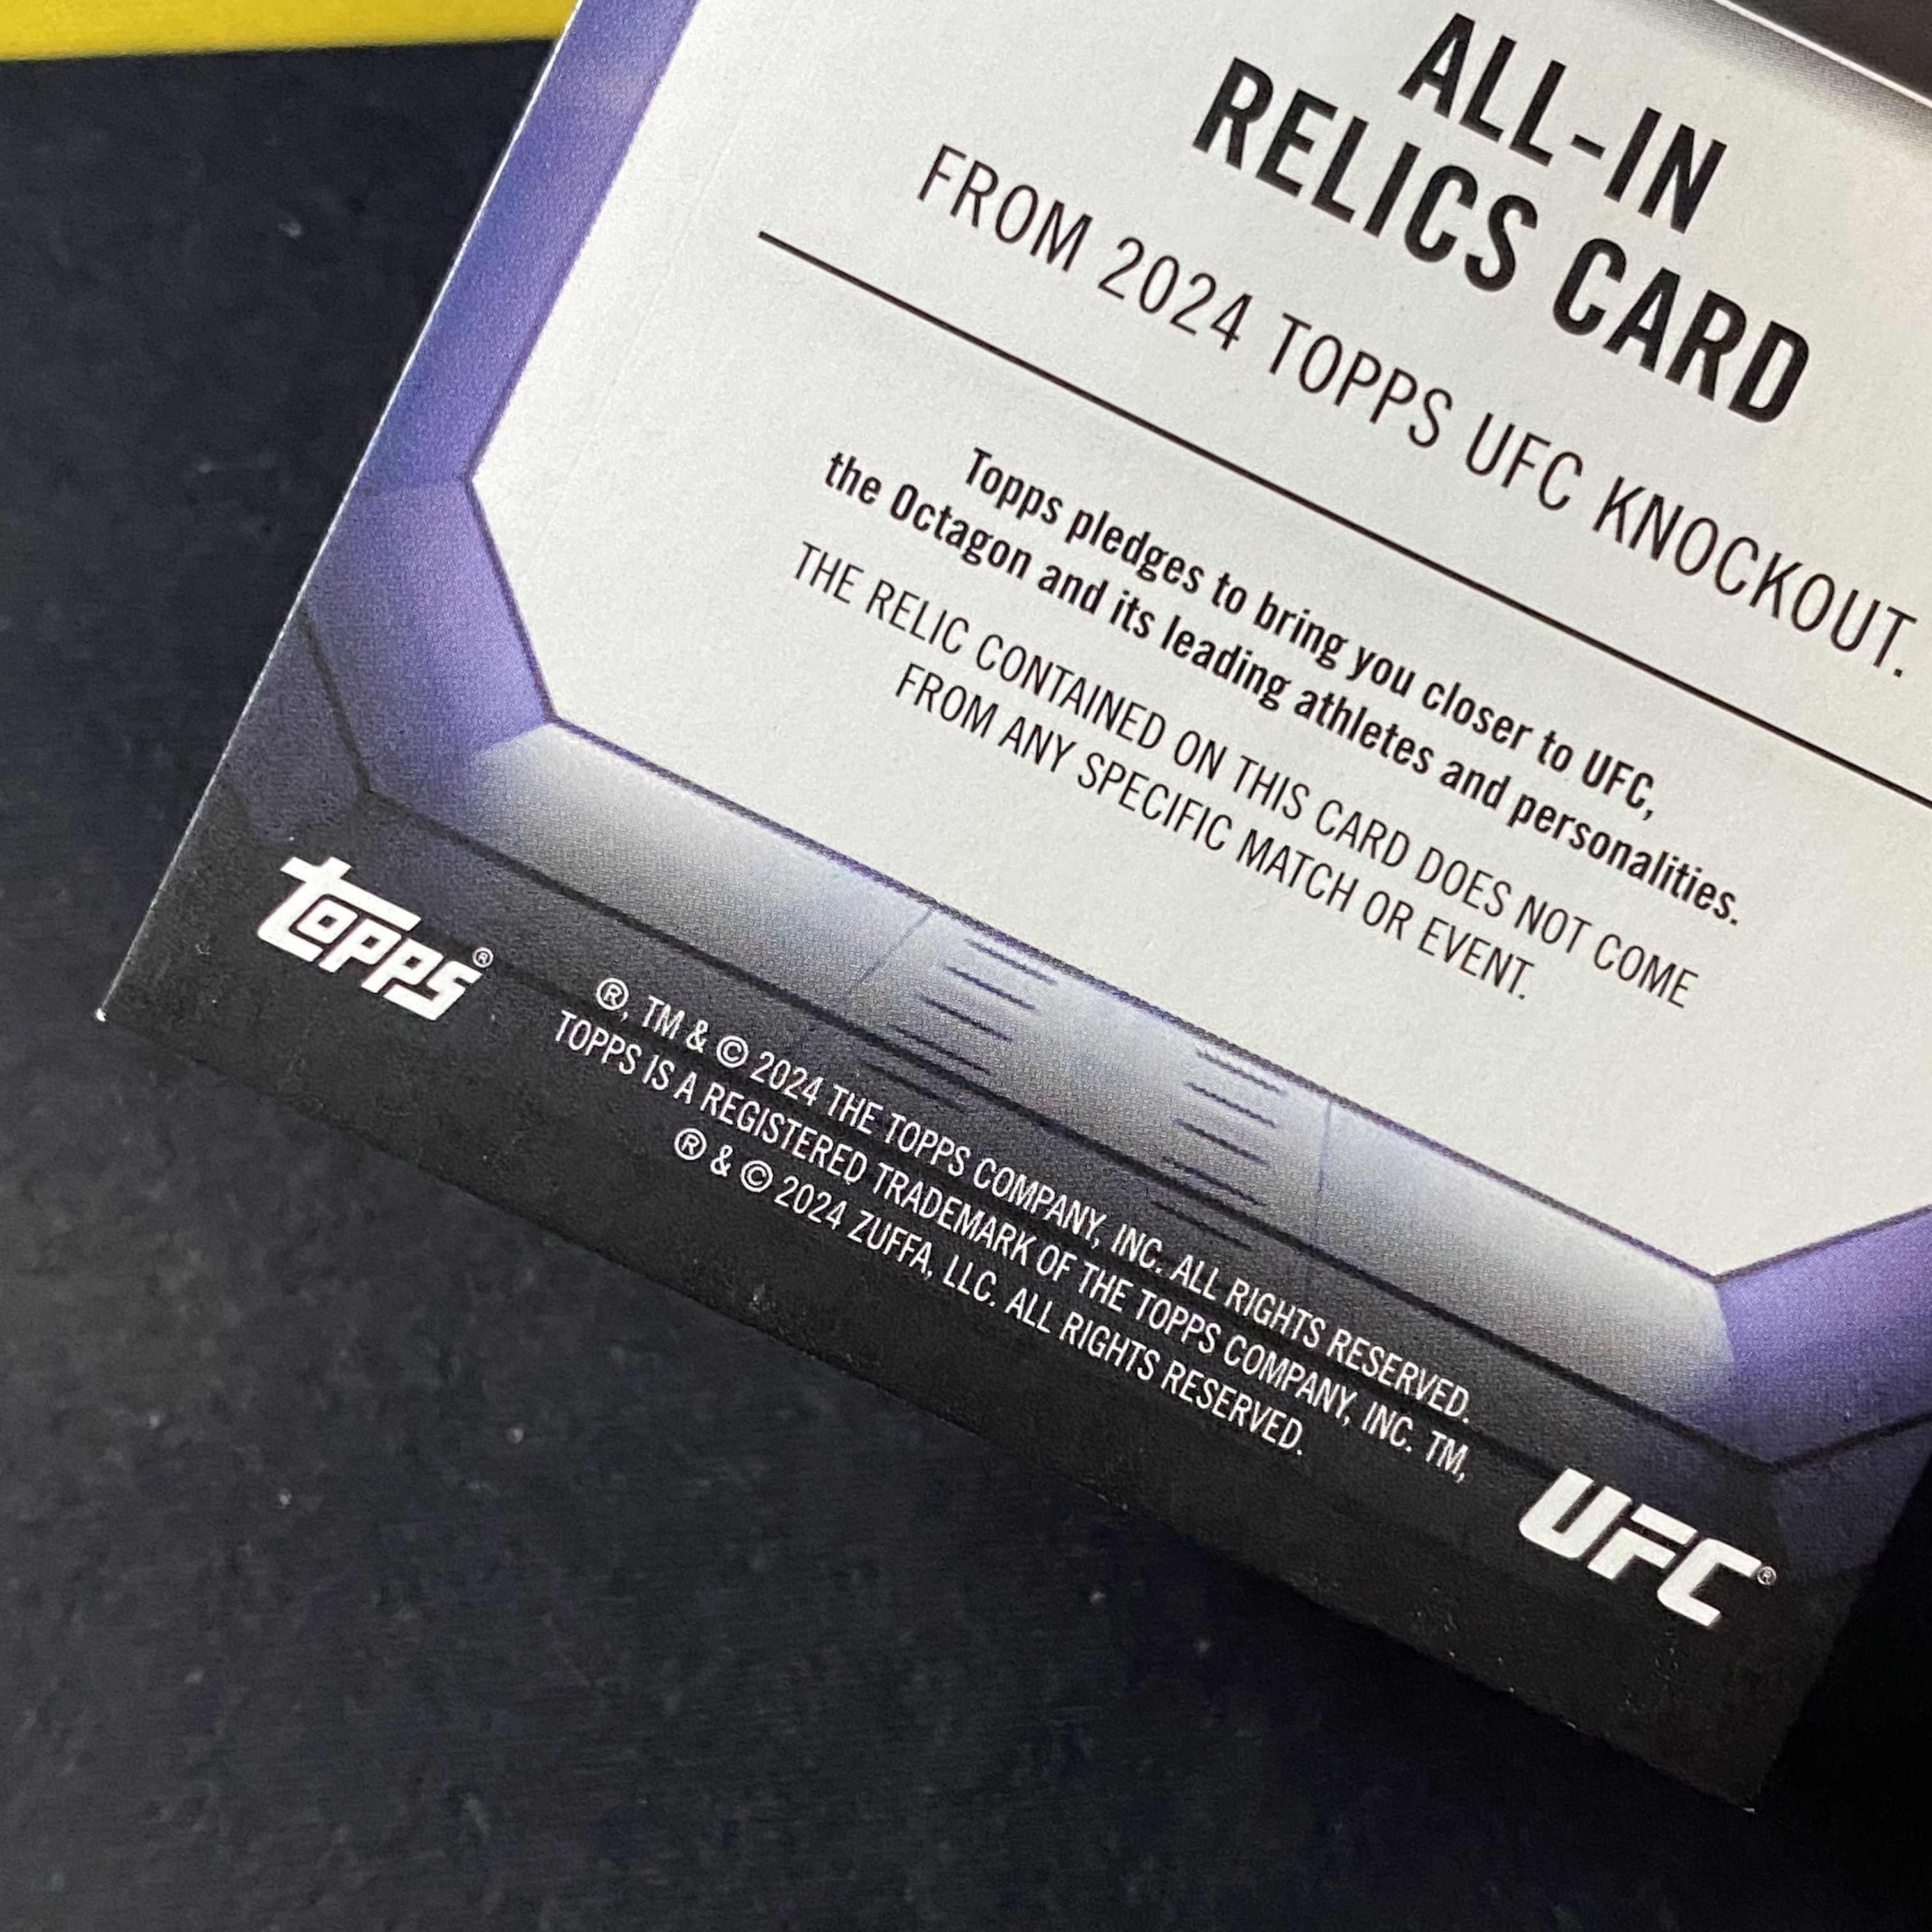 ALL-IN
RELICS CARD
FROM 2024 TOPPS UFC KNOCKOUT.
Topps pledges to bring you closer to UFC,
the Octagon and its leading athletes and personalities.
THE RELIC CONTAINED ON THIS CARD DOES NOT COME
FROM ANY SPECIFIC MATCH OR EVENT.
topps®
®, TM & © 2024 THE TOPPS COMPANY, INC. ALL RIGHTS RESERVED.
TOPPS IS A REGISTERED TRADEMARK OF THE TOPPS COMPANY, INC. TM,
® & © 2024 ZUFFA, LLC. ALL RIGHTS RESERVED.
UFC®